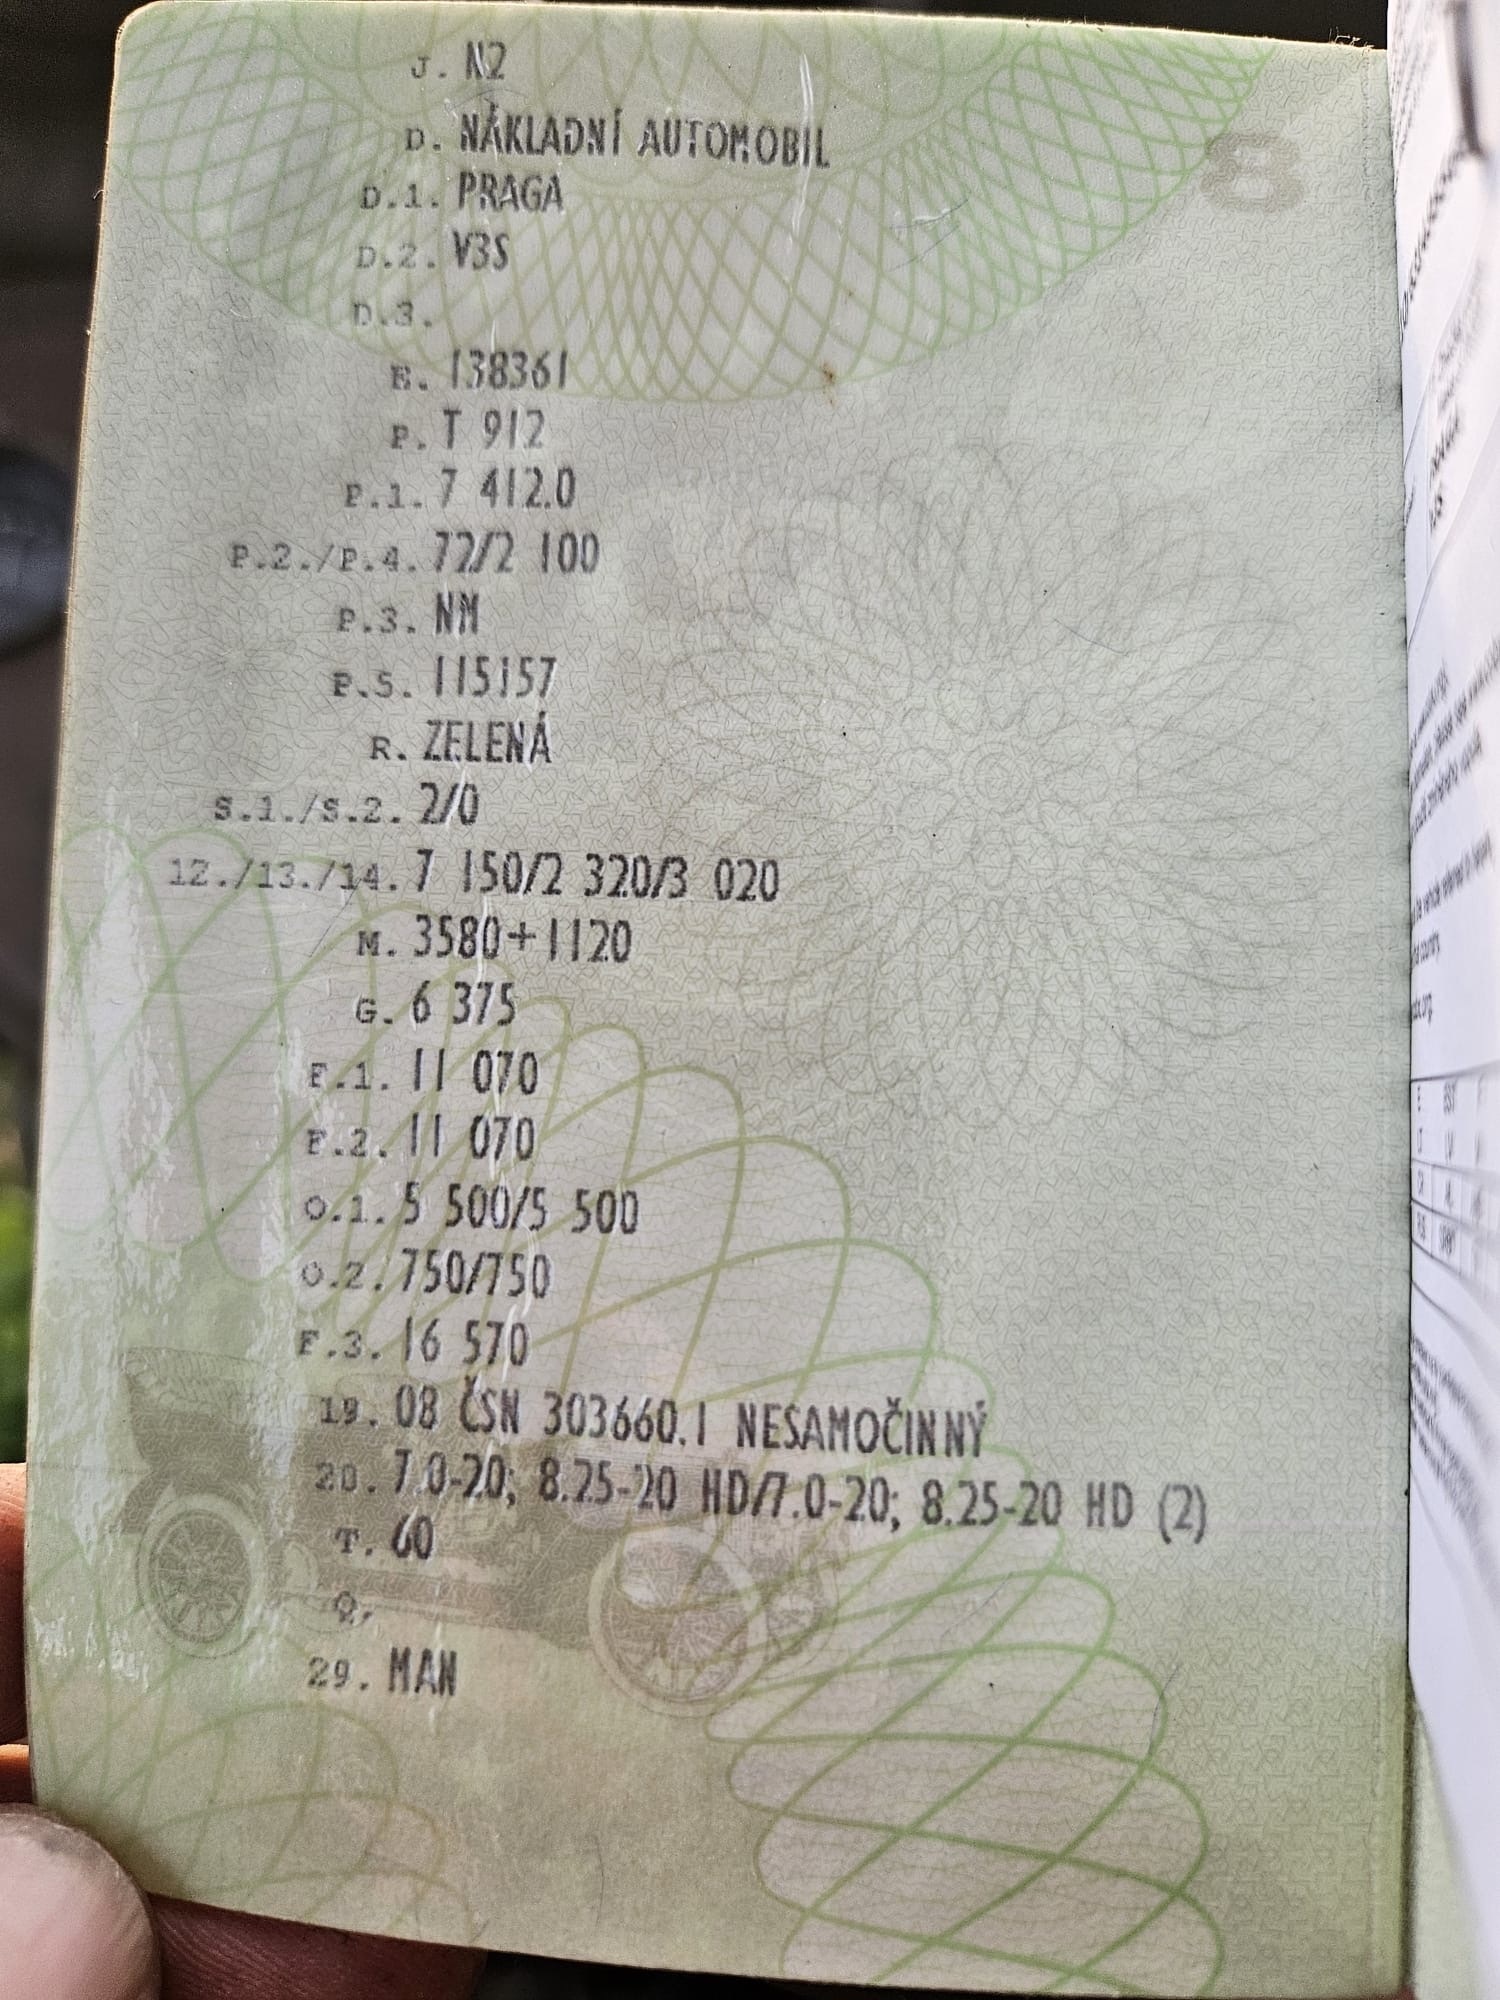 8
J. N2
D. NÁKLADNÍ AUTOMOBIL
D.1. PRAGA
D.2. V3S
D.3.
E. 138361
P. T 912
P.1. 7 412.0
P.2./P.4. 72/2 100
P.3. NM
P.5. 115157
R. ZELENÁ
S.1./S.2. 2/0
12./13./14. 7 150/2 320/3 020
M. 3580+1120
G. 6 375
F.1. 11 070
F.2. 11 070
O.1. 5 500/5 500
O.2. 750/750
F.3. 16 570
19. 08 ČSN 303660.1 NESAMOČINNÝ
20. 7.0-20; 8.25-20 HD/7.0-20; 8.25-20 HD (2)
T. 60
Q.
29. MAN